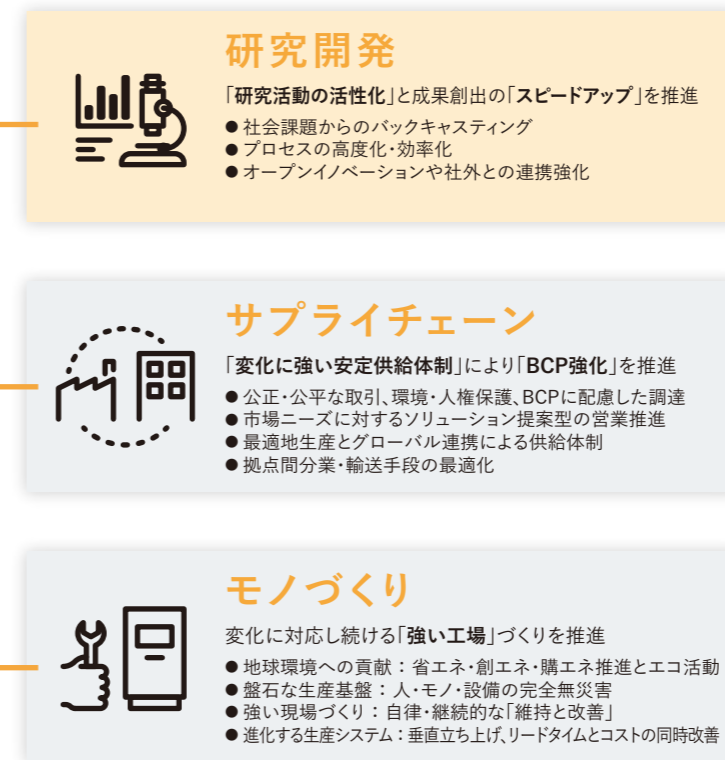 研究開発
「研究活動の活性化」と成果創出の「スピードアップ」を推進
● 社会課題からのバックキャスティング
● プロセスの高度化・効率化
● オープンイノベーションや社外との連携強化
サプライチェーン
「変化に強い安定供給体制」により「BCP強化」を推進
● 公正・公平な取引、環境・人権保護、BCPに配慮した調達
● 市場ニーズに対するソリューション提案型の営業推進
● 最適地生産とグローバル連携による供給体制
● 拠点間分業・輸送手段の最適化
モノづくり
変化に対応し続ける「強い工場」づくりを推進
● 地球環境への貢献：省エネ・創エネ・購エネ推進とエコ活動
● 盤石な生産基盤：人・モノ・設備の完全無災害
● 強い現場づくり：自律・継続的な「維持と改善」
● 進化する生産システム：垂直立ち上げ、リードタイムとコストの同時改善